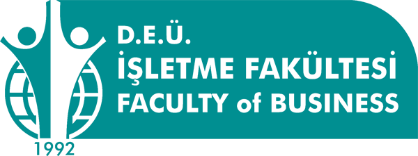 D.E.Ü.
İŞLETME FAKÜLTESİ
FACULTY of BUSINESS
1992